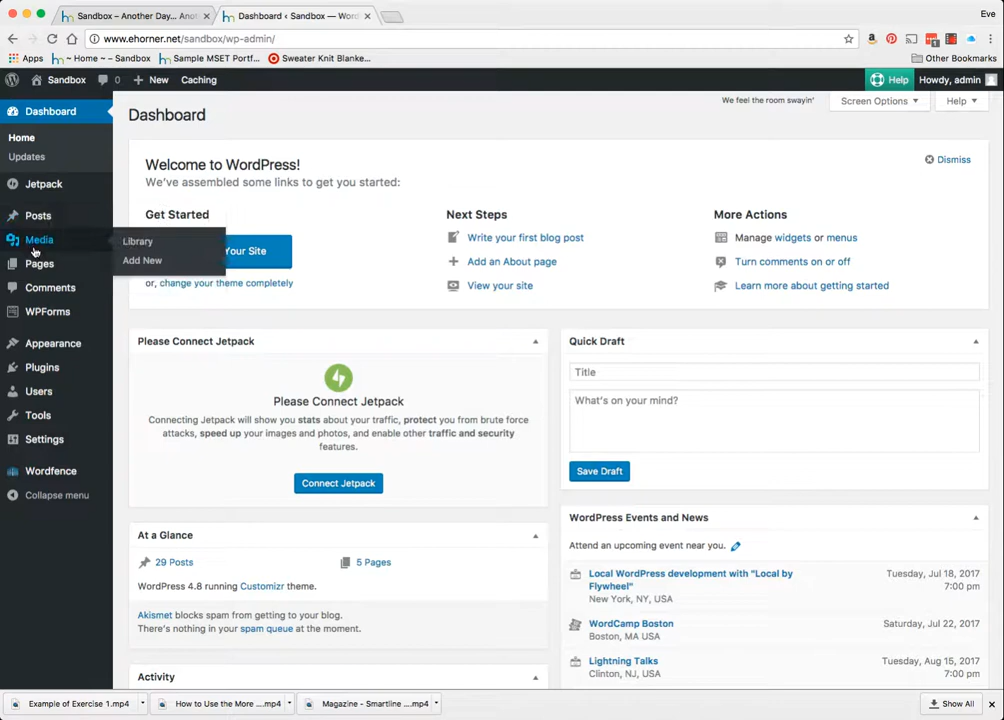 Sandbox – Another Day... Anot
Dashboard ‹ Sandbox — Word
Eve
www.ehorner.net/sandbox/wp-admin/
Apps
~ Home ~ – Sandbox
Sample MSET Portf...
Sweater Knit Blanke...
Other Bookmarks
Sandbox
0
New
Caching
Help
Howdy, admin
Dashboard
Home
Updates
Jetpack
Posts
Media
Library
Add New
Pages
Comments
WPForms
Appearance
Plugins
Users
Tools
Settings
Wordfence
Collapse menu
Dashboard
We feel the room swayin'
Screen Options
Help
Welcome to WordPress!
We've assembled some links to get you started:
Dismiss
Get Started
Your Site
or, change your theme completely
Next Steps
Write your first blog post
Add an About page
View your site
More Actions
Manage widgets or menus
Turn comments on or off
Learn more about getting started
Please Connect Jetpack
Please Connect Jetpack
Connecting Jetpack will show you stats about your traffic, protect you from brute force
attacks, speed up your images and photos, and enable other traffic and security
features.
Connect Jetpack
At a Glance
29 Posts
5 Pages
WordPress 4.8 running Customizr theme.
Akismet blocks spam from getting to your blog.
There's nothing in your spam queue at the moment.
Activity
Quick Draft
Title
What's on your mind?
Save Draft
WordPress Events and News
Attend an upcoming event near you.
Local WordPress development with "Local by
Flywheel"
New York, NY, USA
Tuesday, Jul 18, 2017
7:00 pm
WordCamp Boston
Boston, MA USA
Saturday, Jul 22, 2017
Lightning Talks
Clinton, NJ, USA
Tuesday, Aug 15, 2017
7:00 pm
Example of Exercise 1.mp4
How to Use the More ....mp4
Magazine - Smartline ....mp4
Show All